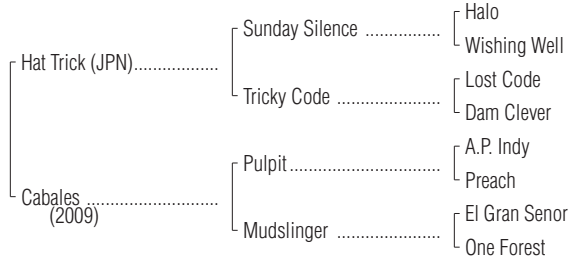 Halo
Sunday Silence ..................
Wishing Well
Hat Trick (JPN)....................
Lost Code
Tricky Code .........................
Dam Clever
A.P. Indy
Pulpit.....................................
Preach
Cabales ................................
(2009)
El Gran Senor
Mudslinger .........................
One Forest